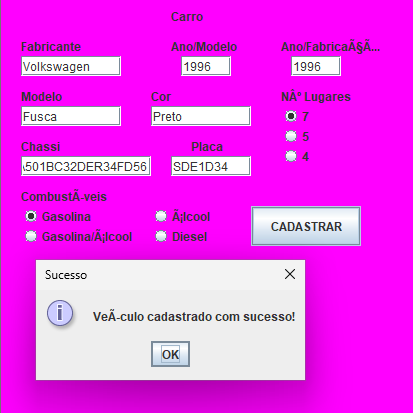 Carro
Fabricante Ano/Modelo Ano/FabricaÃ§Ã...
Volkswagen 1996 1996
Modelo Cor NÂº Lugares
Fusca Preto 7
5
Chassi Placa 4
501BC32DER34FD56 SDE1D34
CombustÃ­veis
Gasolina Ã¡lcool CADASTRAR
Gasolina/Ã¡lcool Diesel
Sucesso
VeÃ­culo cadastrado com sucesso!
OK